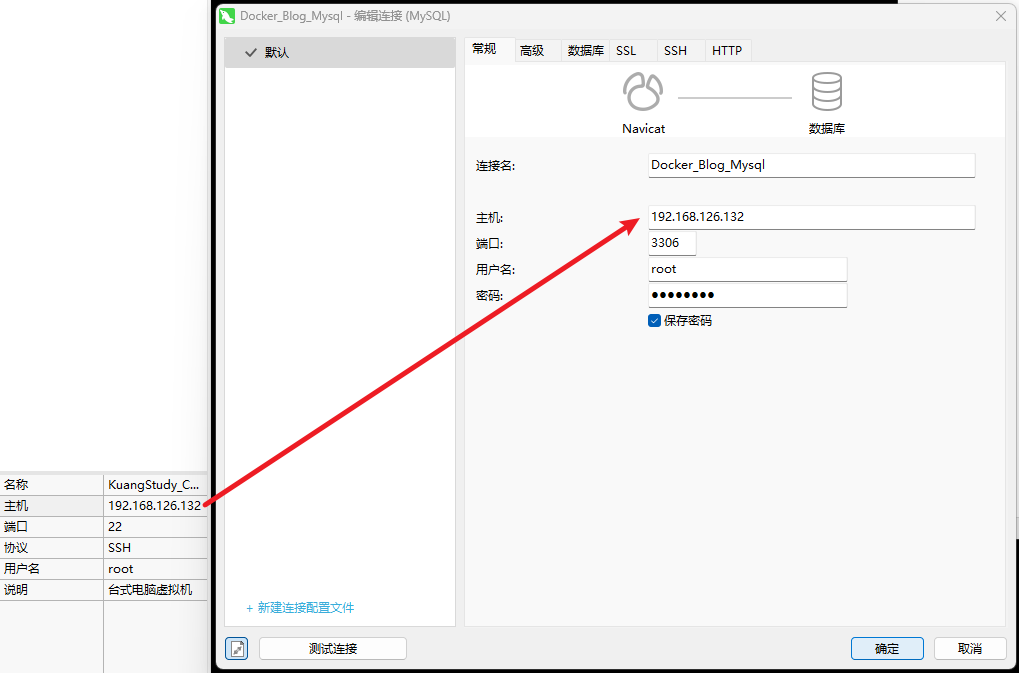 Docker_Blog_Mysql - 编辑连接 (MySQL)
默认
常规 高级 数据库 SSL SSH HTTP
Navicat 数据库
连接名: Docker_Blog_Mysql
主机: 192.168.126.132
端口: 3306
用户名: root
密码: ●●●●●●●●
保存密码
名称 KuangStudy_C...
主机 192.168.126.132
端口 22
协议 SSH
用户名 root
说明 台式电脑虚拟机
+ 新建连接配置文件
测试连接 确定 取消